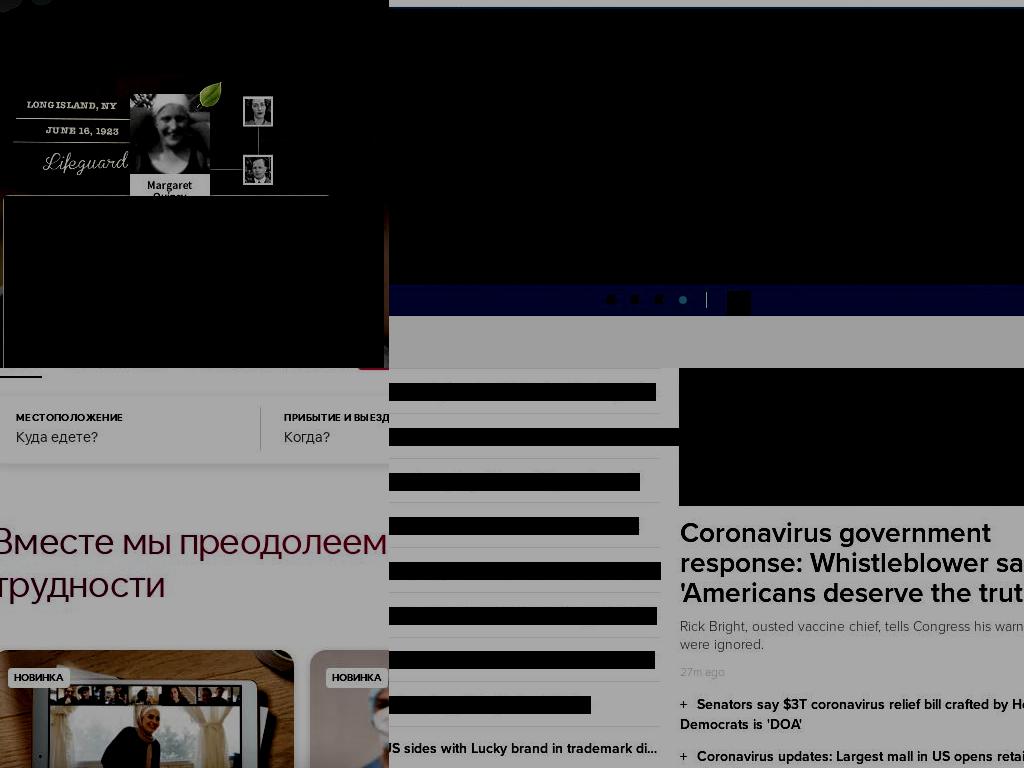 LONG ISLAND, NY
JUNE 16, 1923
Lifeguard
Margaret
Quincy
МЕСТОПОЛОЖЕНИЕ
Куда едете?
ПРИБЫТИЕ И ВЫЕЗД
Когда?
Вместе мы преодолеем
трудности
НОВИНКА
НОВИНКА
US sides with Lucky brand in trademark di...
Coronavirus government
response: Whistleblower sa
'Americans deserve the trut
Rick Bright, ousted vaccine chief, tells Congress his warn
were ignored.
27m ago
+ Senators say $3T coronavirus relief bill crafted by Ho
Democrats is 'DOA'
+ Coronavirus updates: Largest mall in US opens retai